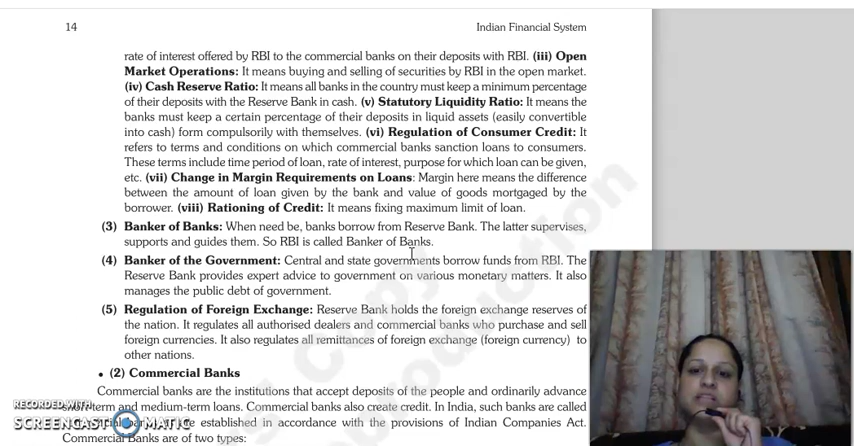 14
Indian Financial System
rate of interest offered by RBI to the commercial banks on their deposits with RBI. (iii) Open
Market Operations: It means buying and selling of securities by RBI in the open market.
(iv) Cash Reserve Ratio: It means all banks in the country must keep a minimum percentage
of their deposits with the Reserve Bank in cash. (v) Statutory Liquidity Ratio: It means the
banks must keep a certain percentage of their deposits in liquid assets (easily convertible
into cash) form compulsorily with themselves. (vi) Regulation of Consumer Credit: It
refers to terms and conditions on which commercial banks sanction loans to consumers.
These terms include time period of loan, rate of interest, purpose for which loan can be given,
etc. (vii) Change in Margin Requirements on Loans: Margin here means the difference
between the amount of loan given by the bank and value of goods mortgaged by the
borrower. (viii) Rationing of Credit: It means fixing maximum limit of loan.
(3) Banker of Banks: When need be, banks borrow from Reserve Bank. The latter supervises,
supports and guides them. So RBI is called Banker of Banks.
(4) Banker of the Government: Central and state governments borrow funds from RBI. The
Reserve Bank provides expert advice to government on various monetary matters. It also
manages the public debt of government.
(5) Regulation of Foreign Exchange: Reserve Bank holds the foreign exchange reserves of
the nation. It regulates all authorised dealers and commercial banks who purchase and sell
foreign currencies. It also regulates all remittances of foreign exchange (foreign currency) to
other nations.
• (2) Commercial Banks
Commercial banks are the institutions that accept deposits of the people and ordinarily advance
term and medium-term loans. Commercial banks also create credit. In India, such banks are called
established in accordance with the provisions of Indian Companies Act.
Commercial Banks are of two types:
RECORDED WITH
SCREENCAST MATIC
Copy